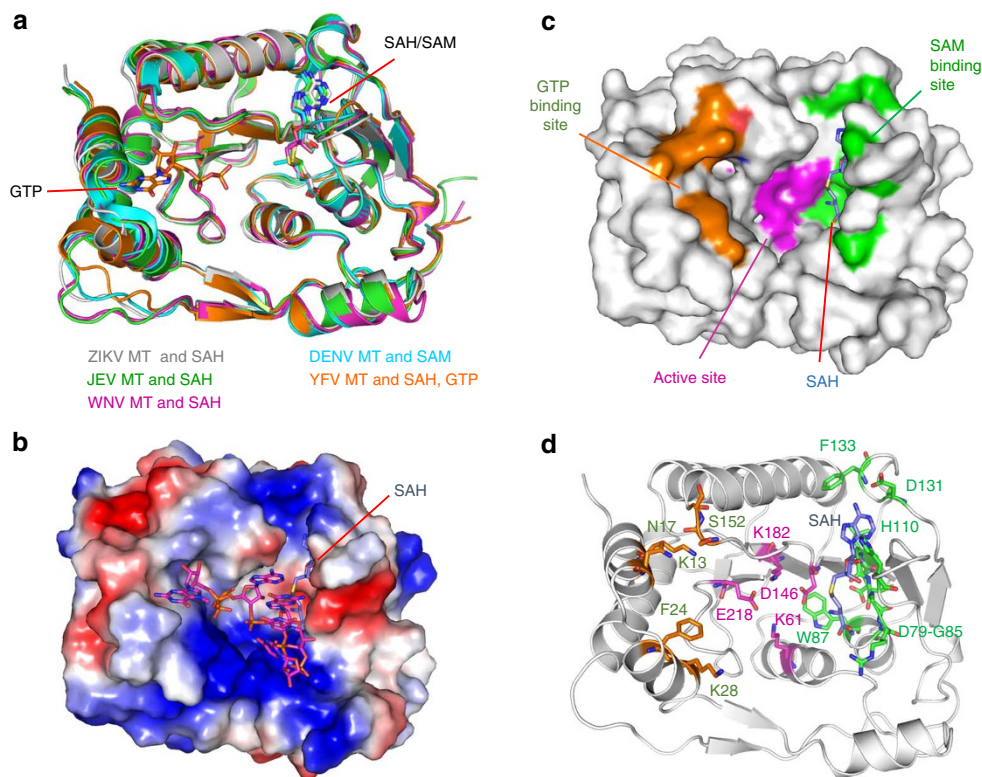 a
SAH/SAM
GTP
ZIKV MT and SAH
JEV MT and SAH
WNV MT and SAH
DENV MT and SAM
YFV MT and SAH, GTP
b
SAH
c
SAM
binding
site
GTP
binding
site
Active site
SAH
d
F133
D131
SAH
H110
S152
N17
K182
K13
D146
F24
E218
K61
W87
D79-G85
K28